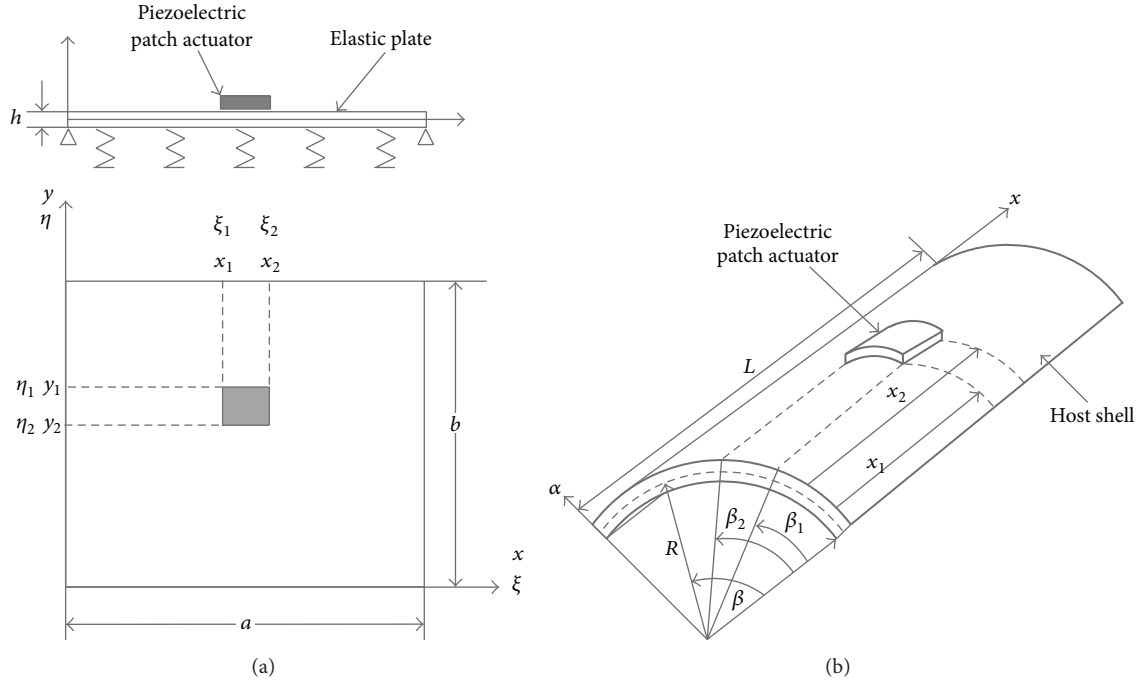 Piezoelectric
patch actuator
Elastic plate
h
y
η
ξ1 ξ2
x1 x2
η1 y1
η2 y2
b
x
ξ
a
(a)
x
Piezoelectric
patch actuator
L
x2
Host shell
x1
α
β2 β1
R
β
(b)